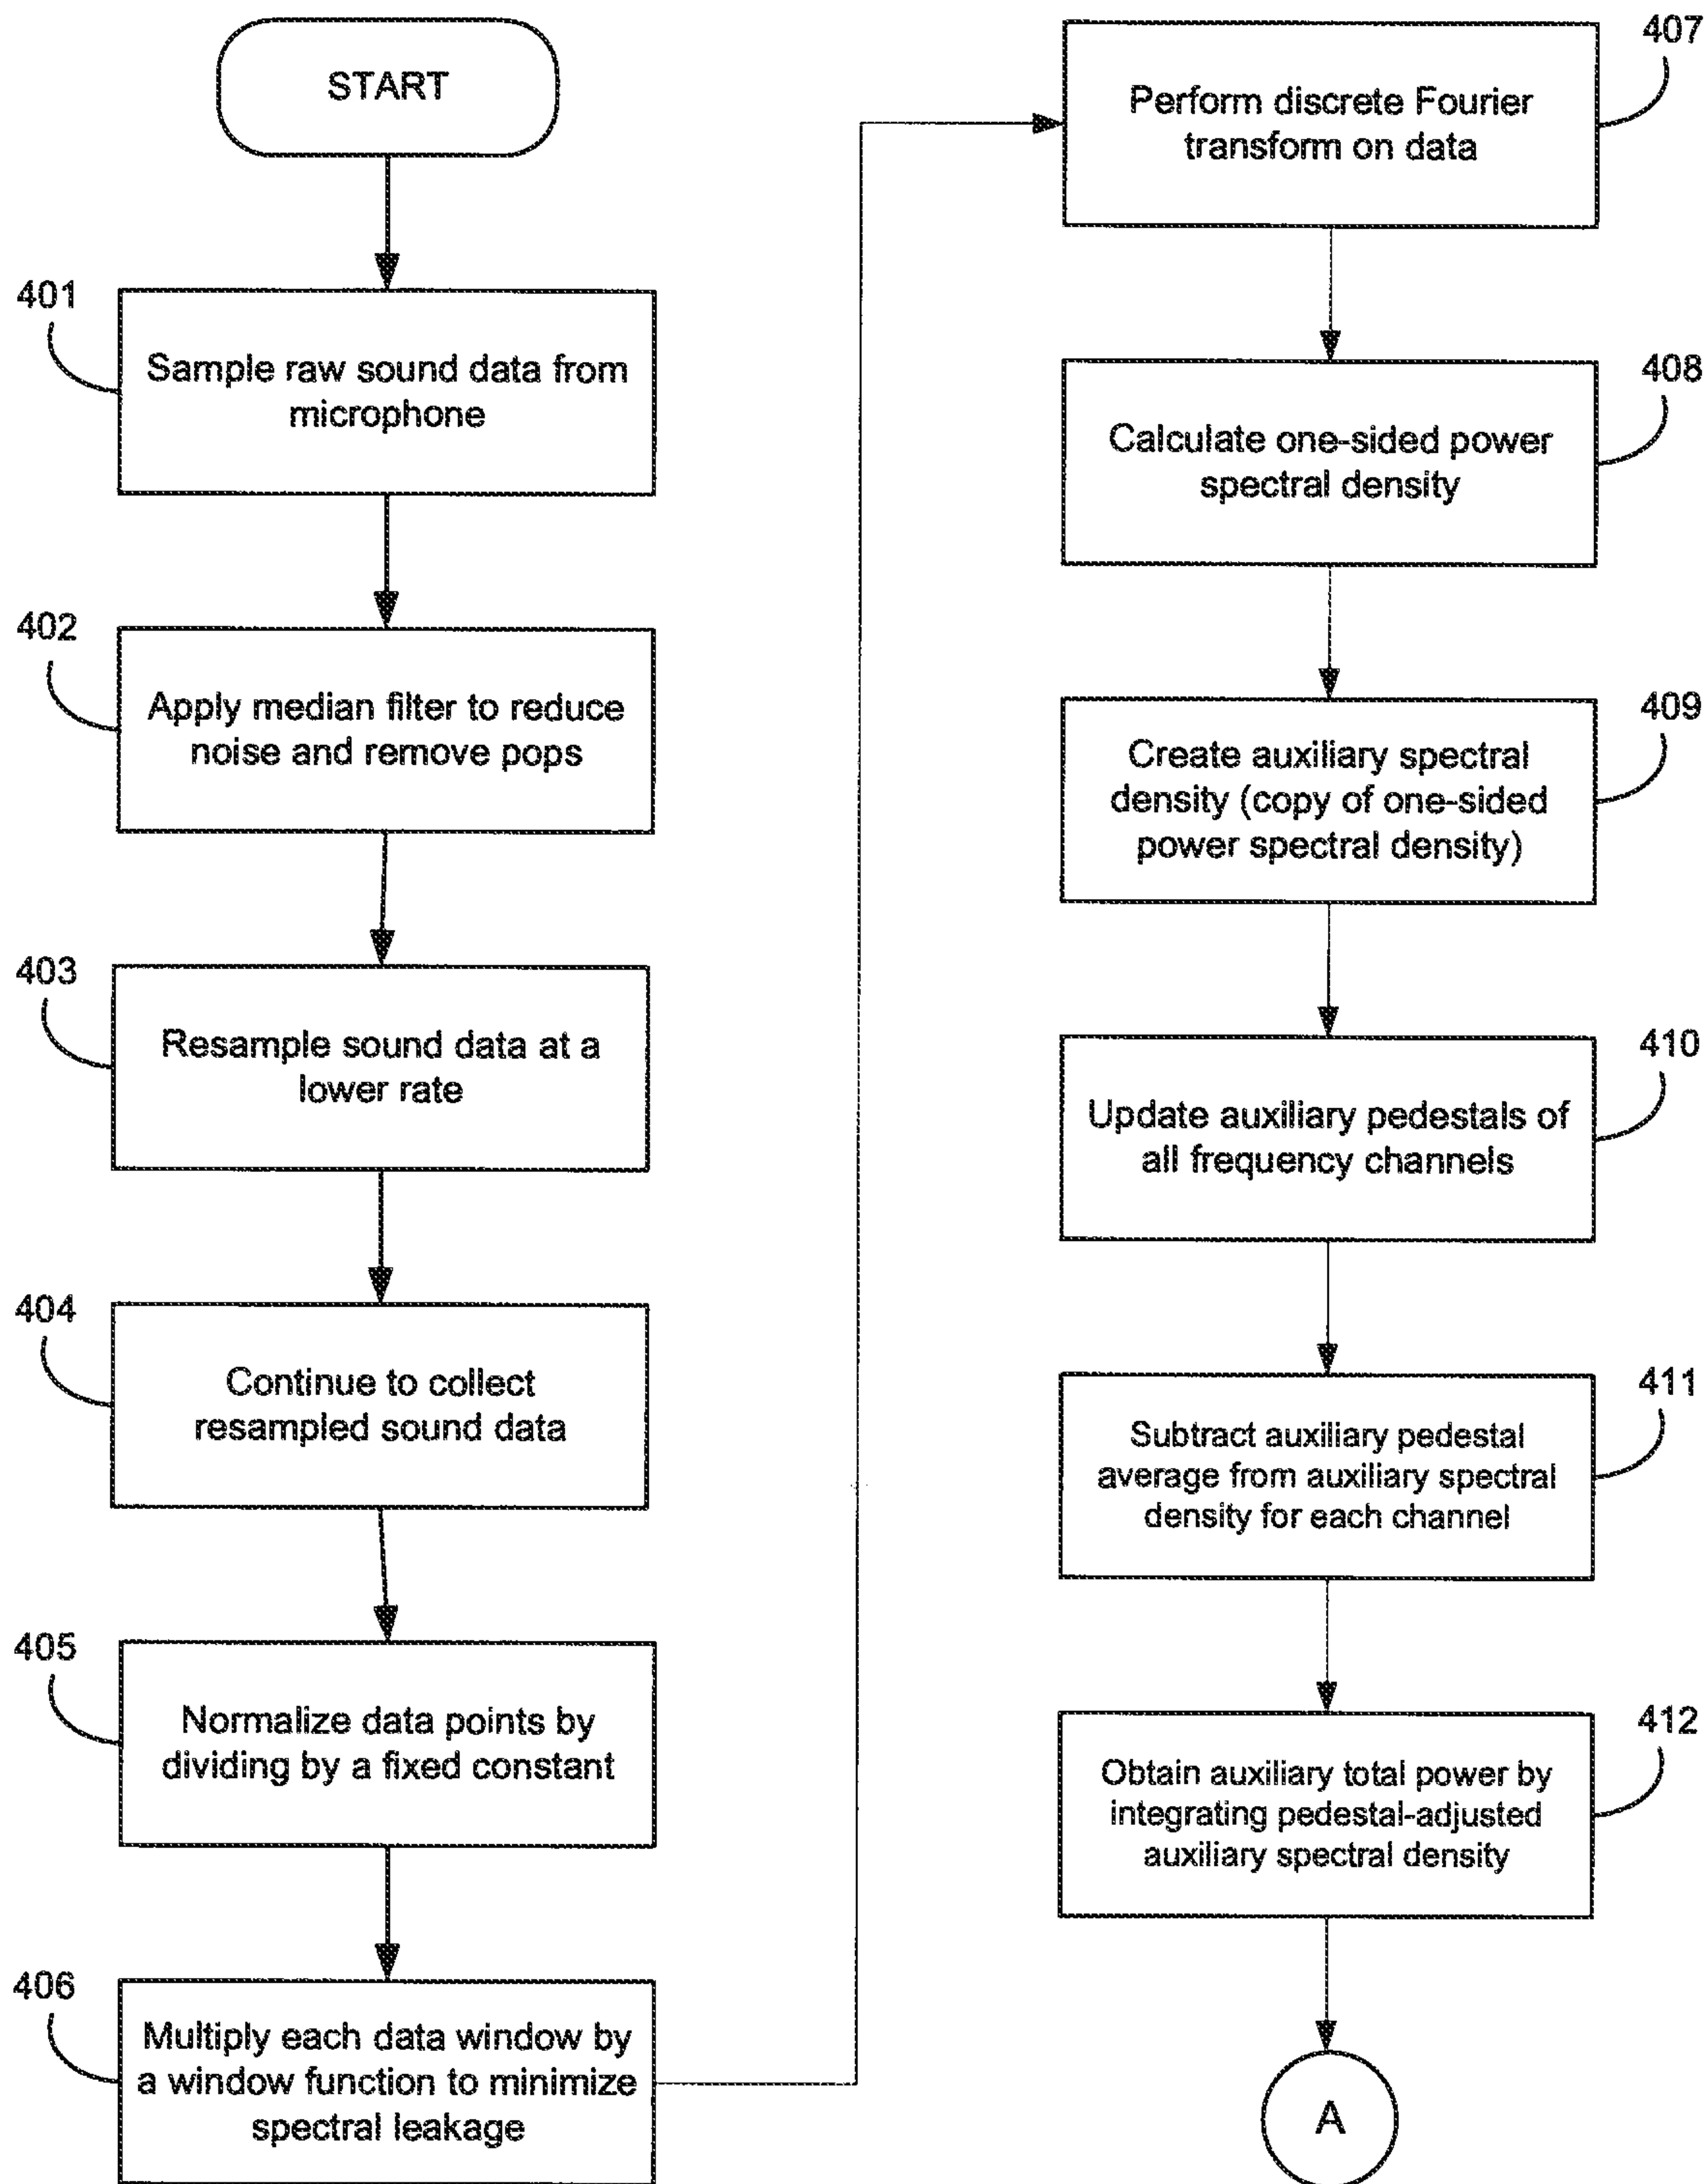 START
401
Sample raw sound data from
microphone
402
Apply median filter to reduce
noise and remove pops
403
Resample sound data at a
lower rate
404
Continue to collect
resampled sound data
405
Normalize data points by
dividing by a fixed constant
406
Multiply each data window by
a window function to minimize
spectral leakage
407
Perform discrete Fourier
transform on data
408
Calculate one-sided power
spectral density
409
Create auxiliary spectral
density (copy of one-sided
power spectral density)
410
Update auxiliary pedestals of
all frequency channels
411
Subtract auxiliary pedestal
average from auxiliary spectral
density for each channel
412
Obtain auxiliary total power by
integrating pedestal-adjusted
auxiliary spectral density
A